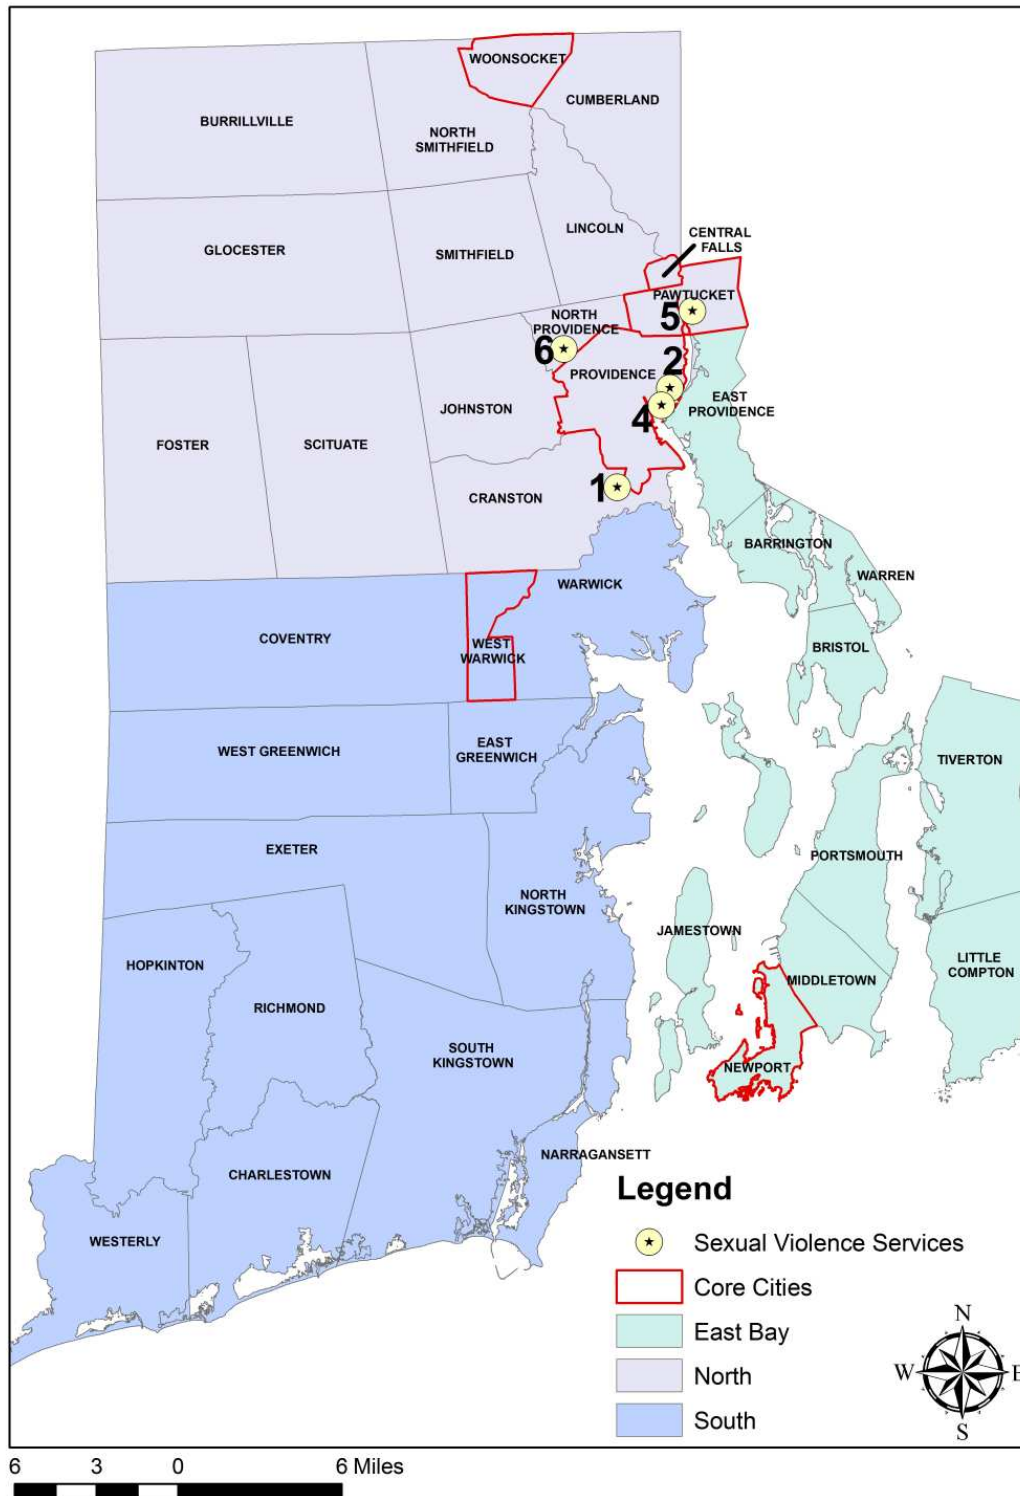 WOONSOCKET
CUMBERLAND
BURRILLVILLE
NORTH
SMITHFIELD
LINCOLN
CENTRAL
FALLS
GLOCESTER
SMITHFIELD
PAWTUCKET
5
NORTH
PROVIDENCE
6
2
PROVIDENCE
EAST
PROVIDENCE
JOHNSTON
4
FOSTER
SCITUATE
1
CRANSTON
BARRINGTON
WARREN
WARWICK
COVENTRY
WEST
WARWICK
BRISTOL
WEST GREENWICH
EAST
GREENWICH
TIVERTON
EXETER
PORTSMOUTH
NORTH
KINGSTOWN
JAMESTOWN
HOPKINTON
LITTLE
COMPTON
MIDDLETOWN
RICHMOND
SOUTH
KINGSTOWN
NEWPORT
NARRAGANSETT
CHARLESTOWN
WESTERLY
Legend
Sexual Violence Services
Core Cities
East Bay
North
South
N
W E
S
6 3 0 6 Miles